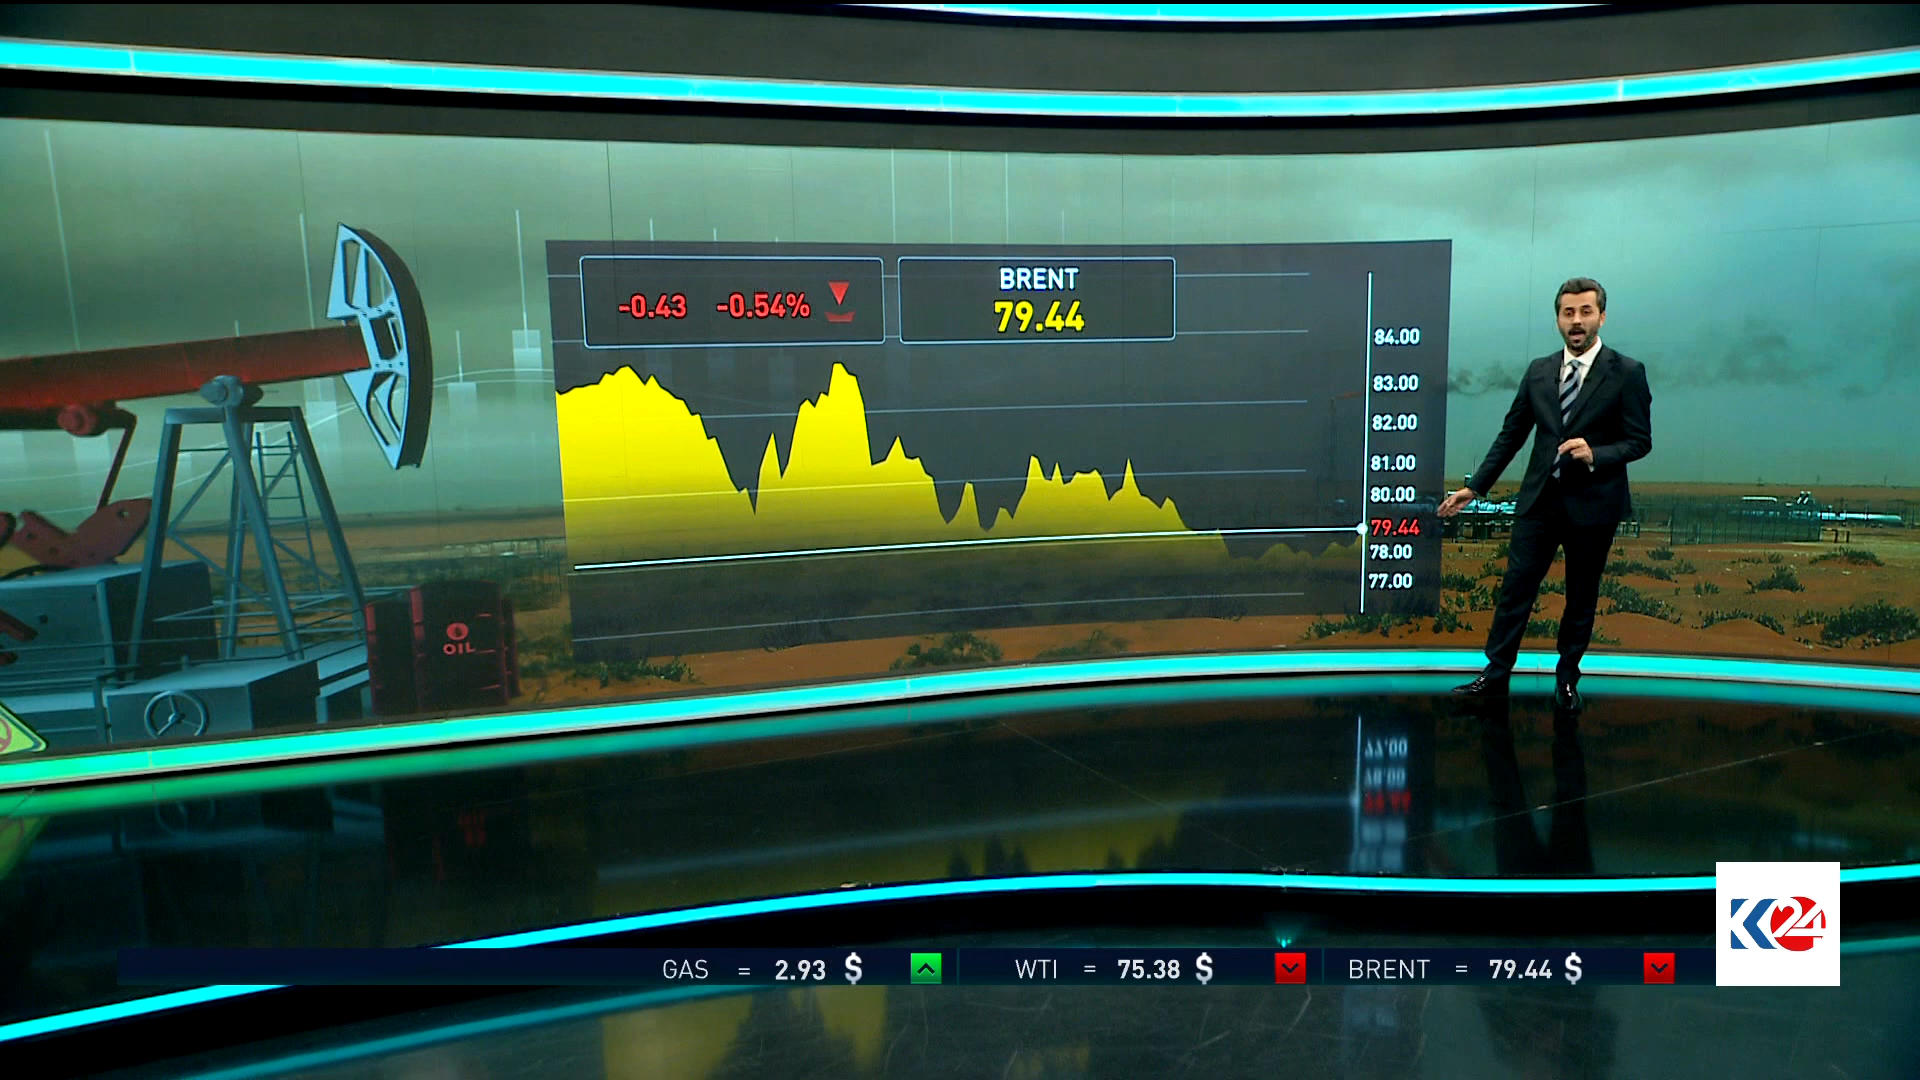 -0.43 -0.54%
BRENT
79.44
84.00
83.00
82.00
81.00
80.00
79.44
78.00
77.00
OIL
GAS = 2.93 $
WTI = 75.38 $
BRENT = 79.44 $
K24